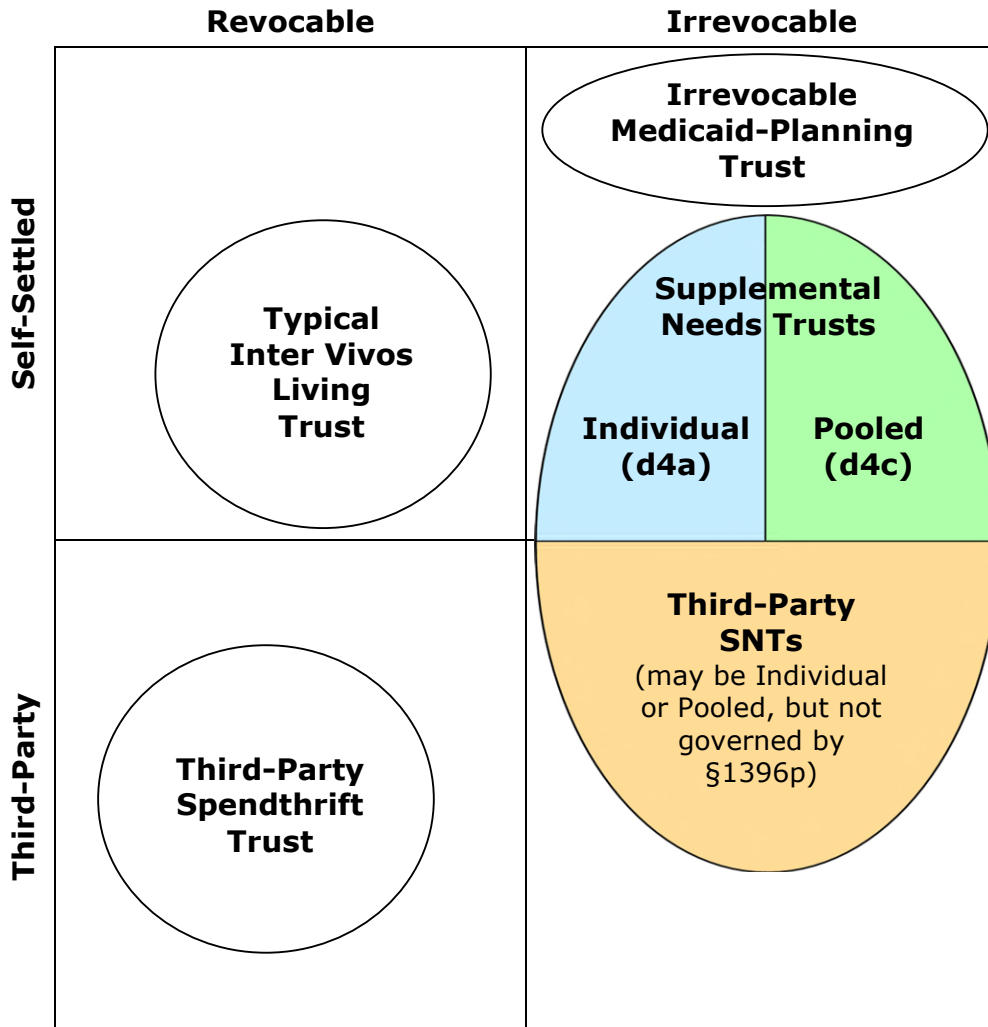 Revocable
Irrevocable
Self-Settled
Irrevocable
Medicaid-Planning
Trust
Typical
Inter Vivos
Living
Trust
Supplemental
Needs Trusts
Individual
(d4a)
Pooled
(d4c)
Third-Party
Third-Party
Spendthrift
Trust
Third-Party
SNTs
(may be Individual
or Pooled, but not
governed by
§1396p)